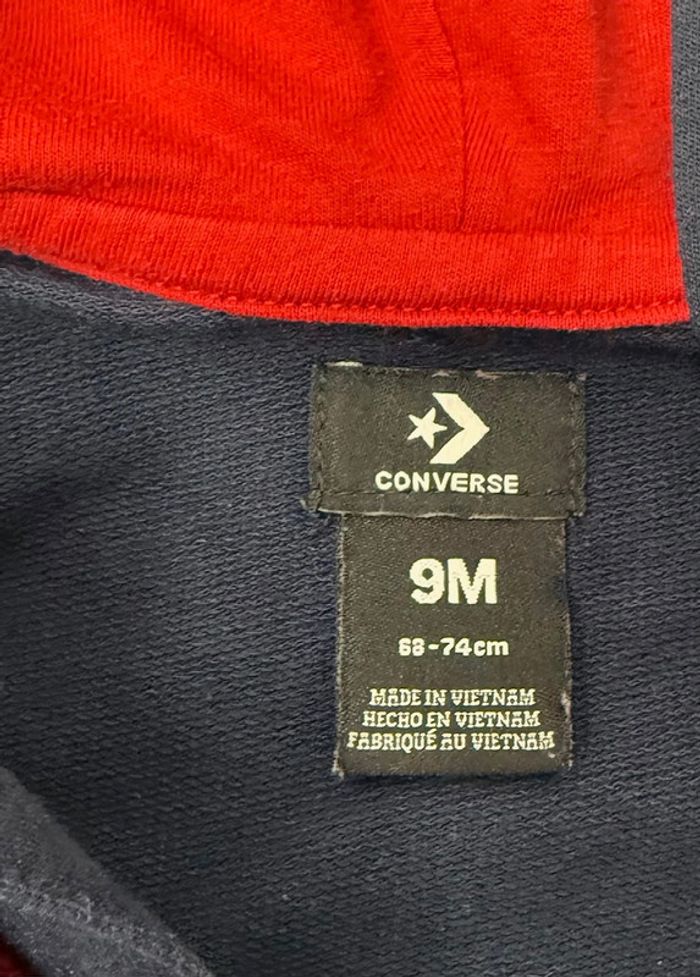 CONVERSE
9M
68-74cm
MADE IN VIETNAM
HECHO EN VIETNAM
FABRIQUÉ AU VIETNAM